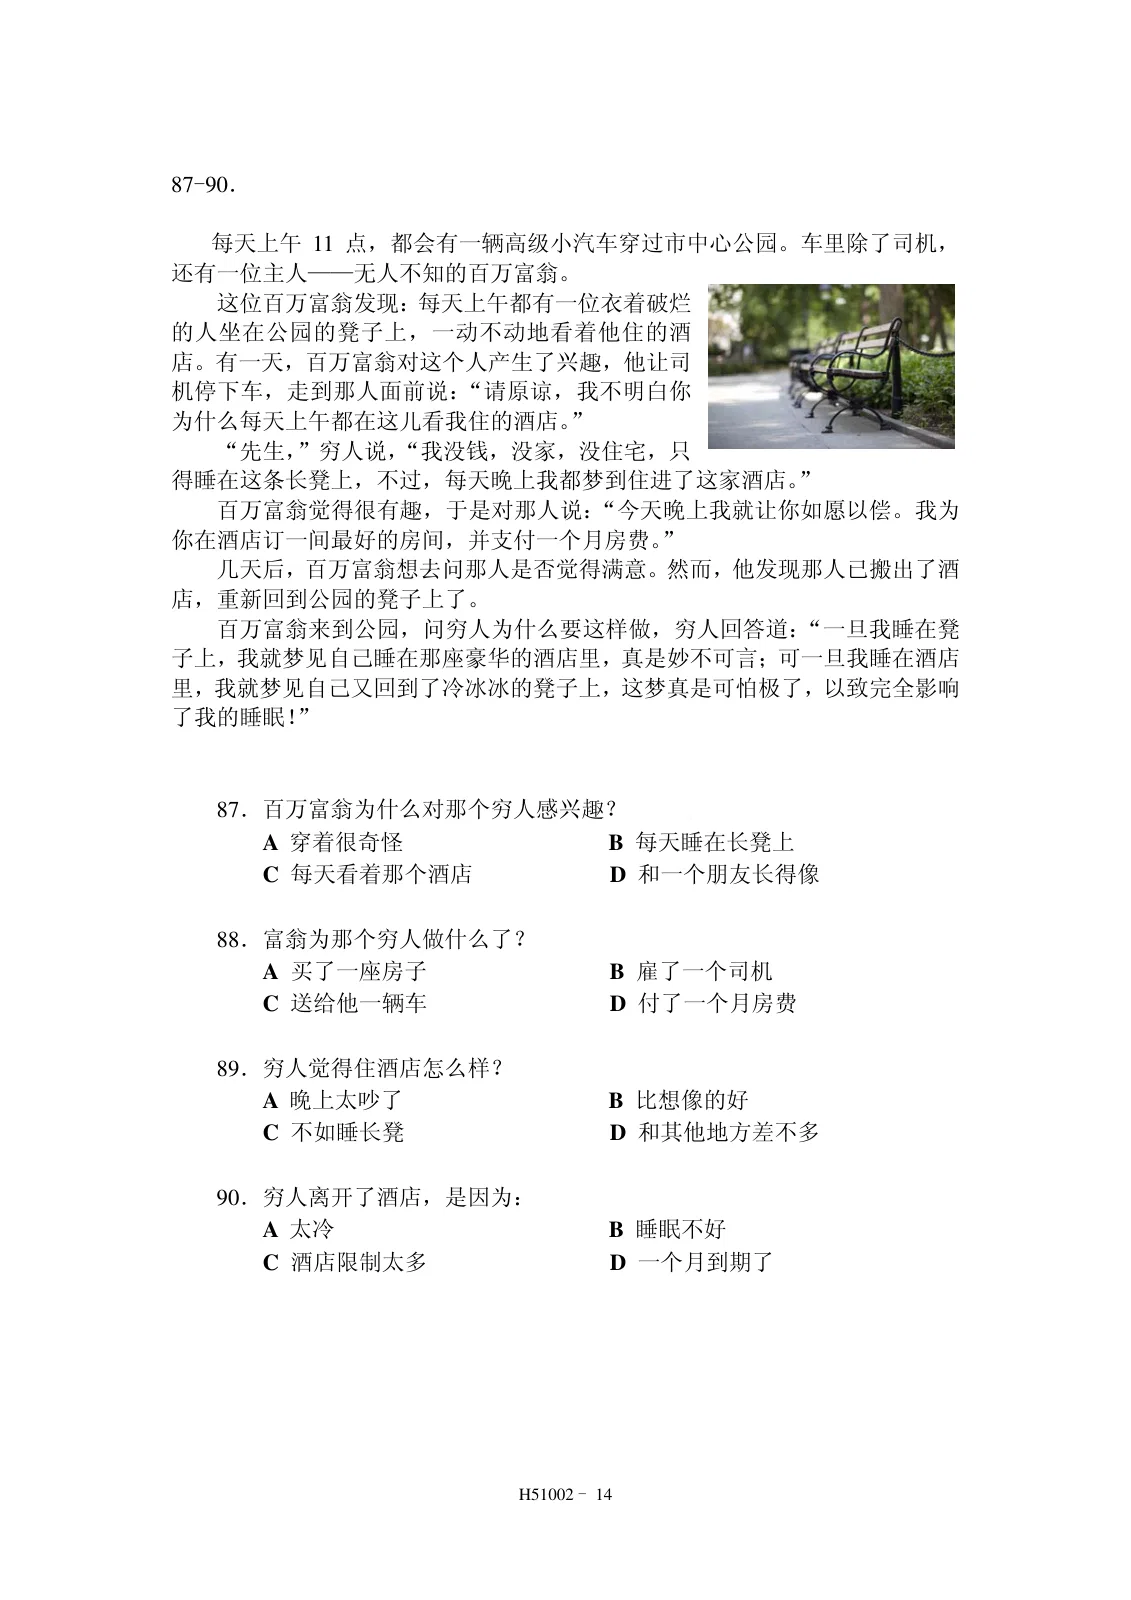 87-90．
每天上午 11 点，都会有一辆高级小汽车穿过市中心公园。车里除了司机，
还有一位主人——无人不知的百万富翁。
这位百万富翁发现：每天上午都有一位衣着破烂
的人坐在公园的凳子上，一动不动地看着他住的酒
店。有一天，百万富翁对这个人产生了兴趣，他让司
机停下车，走到那人面前说：“请原谅，我不明白你
为什么每天上午都在这儿看我住的酒店。”
“先生，”穷人说，“我没钱，没家，没住宅，只
得睡在这条长凳上，不过，每天晚上我都梦到住进了这家酒店。”
百万富翁觉得很有趣，于是对那人说：“今天晚上我就让你如愿以偿。我为
你在酒店订一间最好的房间，并支付一个月房费。”
几天后，百万富翁想去问那人是否觉得满意。然而，他发现那人已搬出了酒
店，重新回到公园的凳子上了。
百万富翁来到公园，问穷人为什么要这样做，穷人回答道：“一旦我睡在凳
子上，我就梦见自己睡在那座豪华的酒店里，真是妙不可言；可一旦我睡在酒店
里，我就梦见自己又回到了冷冰冰的凳子上，这梦真是可怕极了，以致完全影响
了我的睡眠！”
87．百万富翁为什么对那个穷人感兴趣？
A 穿着很奇怪 B 每天睡在长凳上
C 每天看着那个酒店 D 和一个朋友长得像
88．富翁为那个穷人做什么了？
A 买了一座房子 B 雇了一个司机
C 送给他一辆车 D 付了一个月房费
89．穷人觉得住酒店怎么样？
A 晚上太吵了 B 比想像的好
C 不如睡长凳 D 和其他地方差不多
90．穷人离开了酒店，是因为：
A 太冷 B 睡眠不好
C 酒店限制太多 D 一个月到期了
H51002－ 14